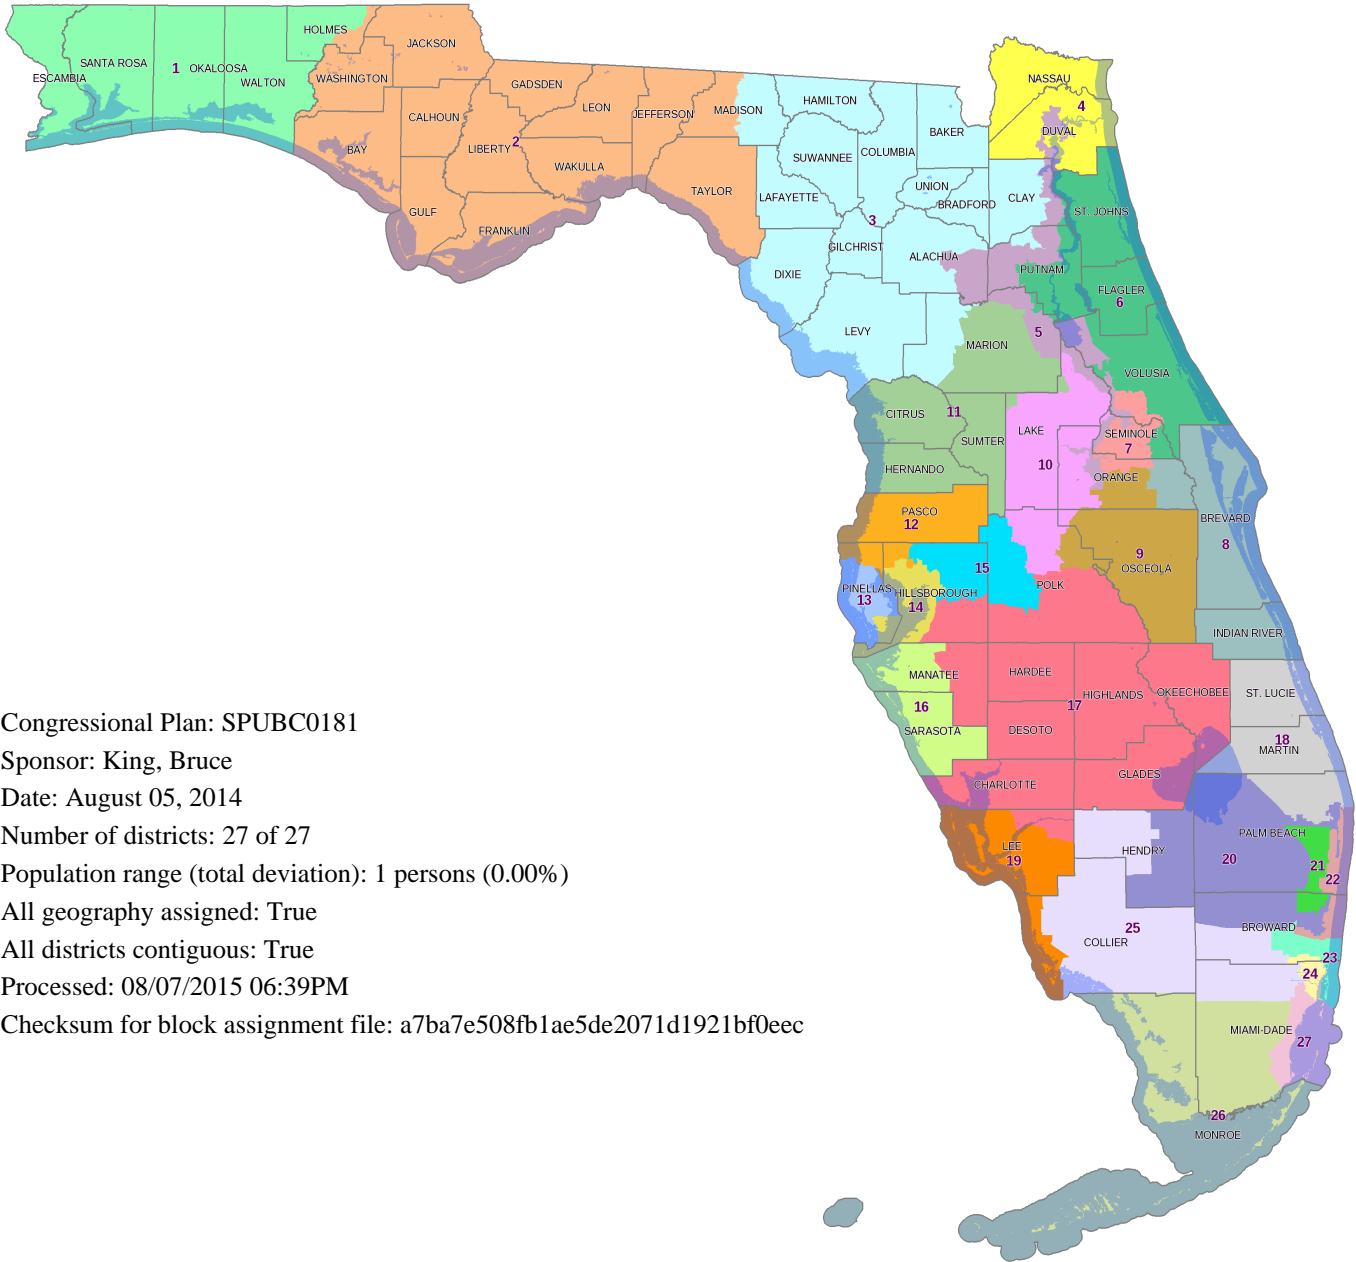 HOLMES
JACKSON
SANTA ROSA
1
OKALOOSA
ESCAMBIA
WALTON
WASHINGTON
GADSDEN
LEON
JEFFERSON
MADISON
HAMILTON
NASSAU
4
DUVAL
CALHOUN
BAY
LIBERTY
2
WAKULLA
TAYLOR
SUWANNEE
COLUMBIA
BAKER
UNION
BRADFORD
CLAY
LAFAYETTE
GULF
FRANKLIN
3
ST. JOHNS
GILCHRIST
ALACHUA
DIXIE
PUTNAM
FLAGLER
6
LEVY
MARION
5
VOLUSIA
CITRUS
11
SUMTER
LAKE
SEMINOLE
7
HERNANDO
10
ORANGE
PASCO
12
BREVARD
8
9
OSCEOLA
15
POLK
PINELLAS
13
HILLSBOROUGH
14
INDIAN RIVER
MANATEE
HARDEE
HIGHLANDS
OKEECHOBEE
ST. LUCIE
16
17
SARASOTA
DESOTO
18
MARTIN
CHARLOTTE
GLADES
LEE
19
HENDRY
PALM BEACH
20
21
22
BROWARD
25
COLLIER
23
24
MIAMI-DADE
27
26
MONROE
Congressional Plan: SPUBC0181
Sponsor: King, Bruce
Date: August 05, 2014
Number of districts: 27 of 27
Population range (total deviation): 1 persons (0.00%)
All geography assigned: True
All districts contiguous: True
Processed: 08/07/2015 06:39PM
Checksum for block assignment file: a7ba7e508fb1ae5de2071d1921bf0eec